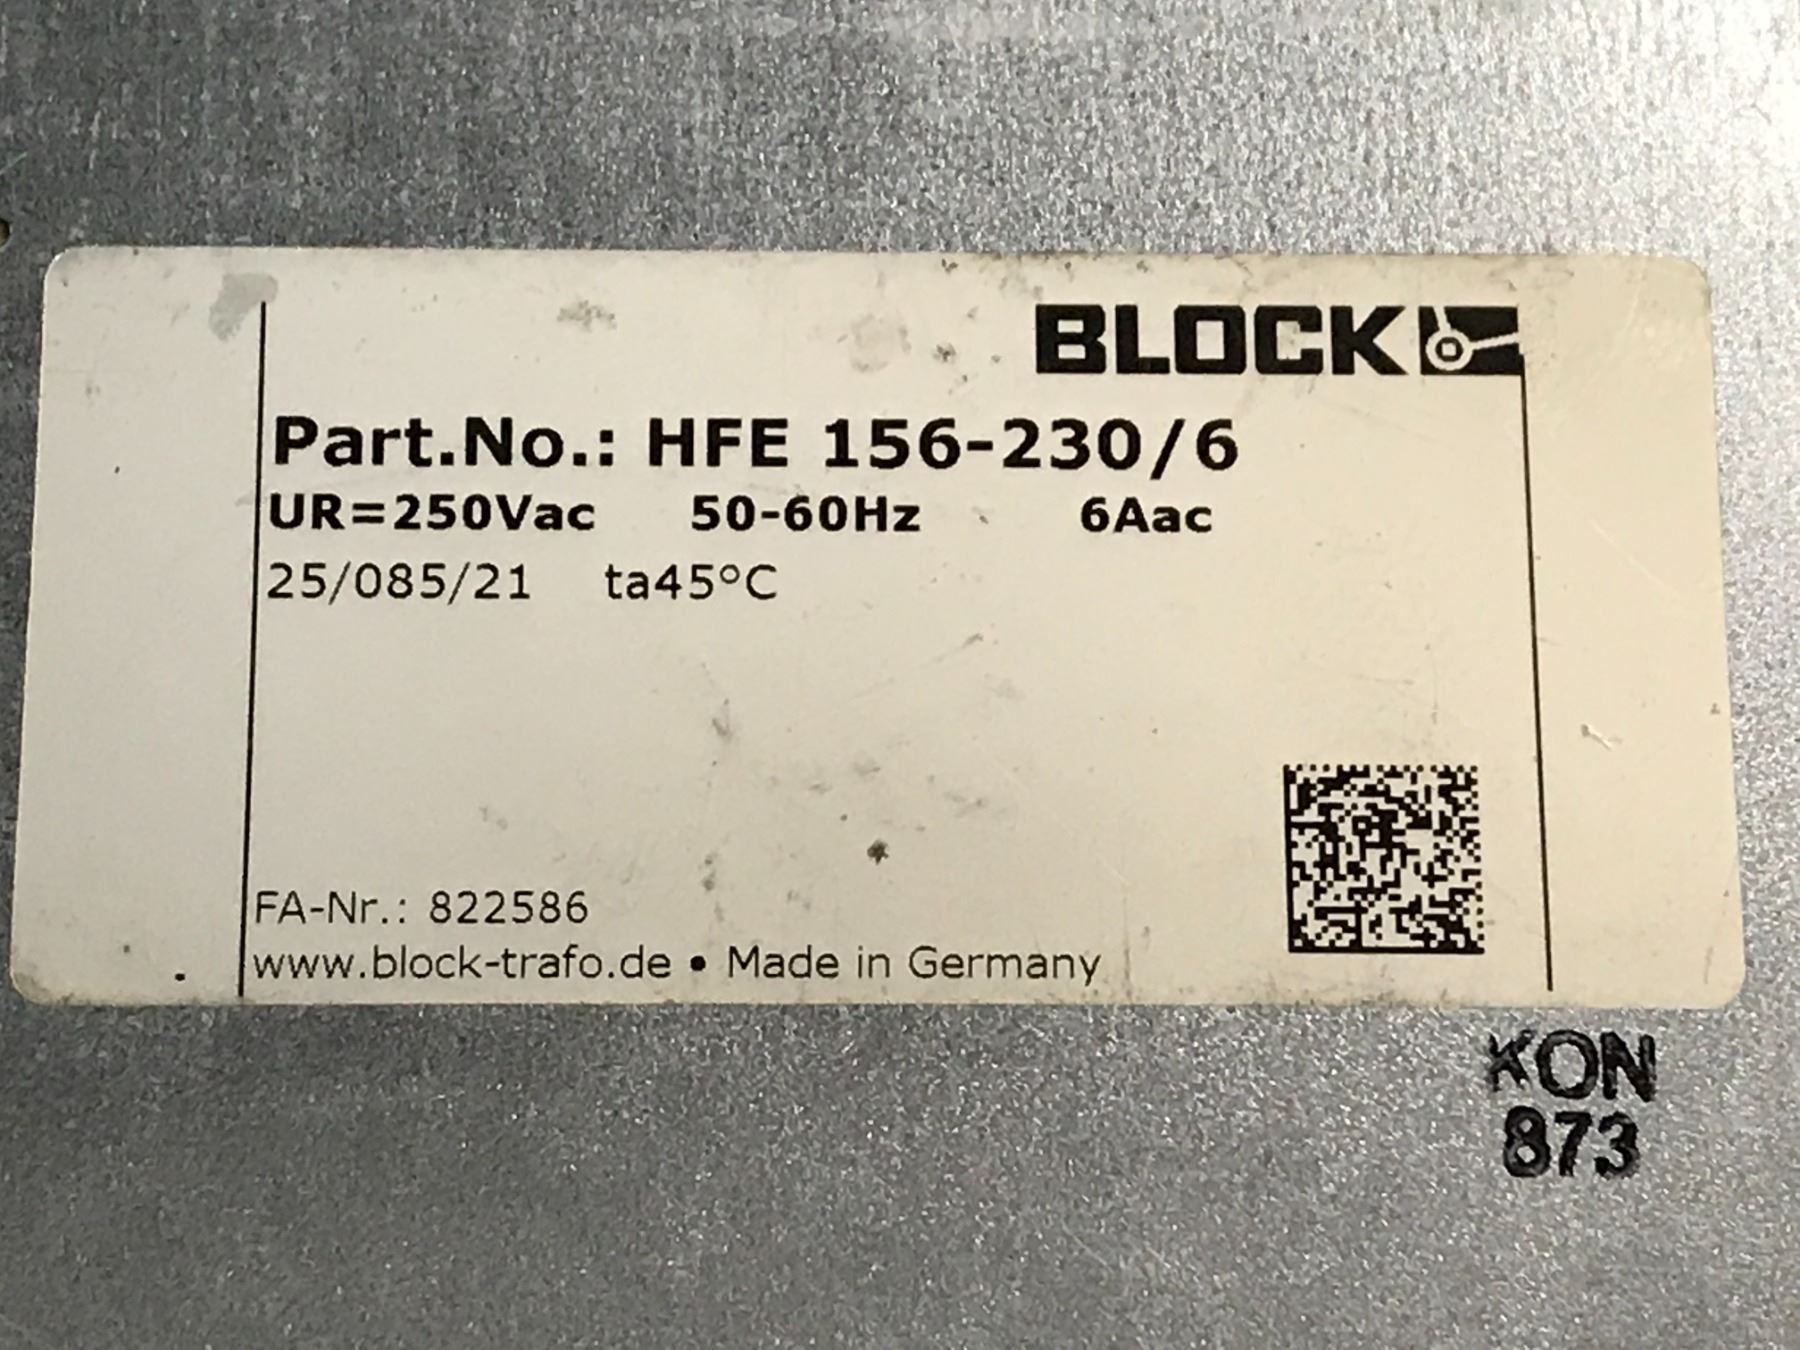 BLOCK
Part.No.: HFE 156-230/6
UR=250Vac 50-60Hz 6Aac
25/085/21 ta45°C
FA-Nr.: 822586
www.block-trafo.de • Made in Germany
KON
873